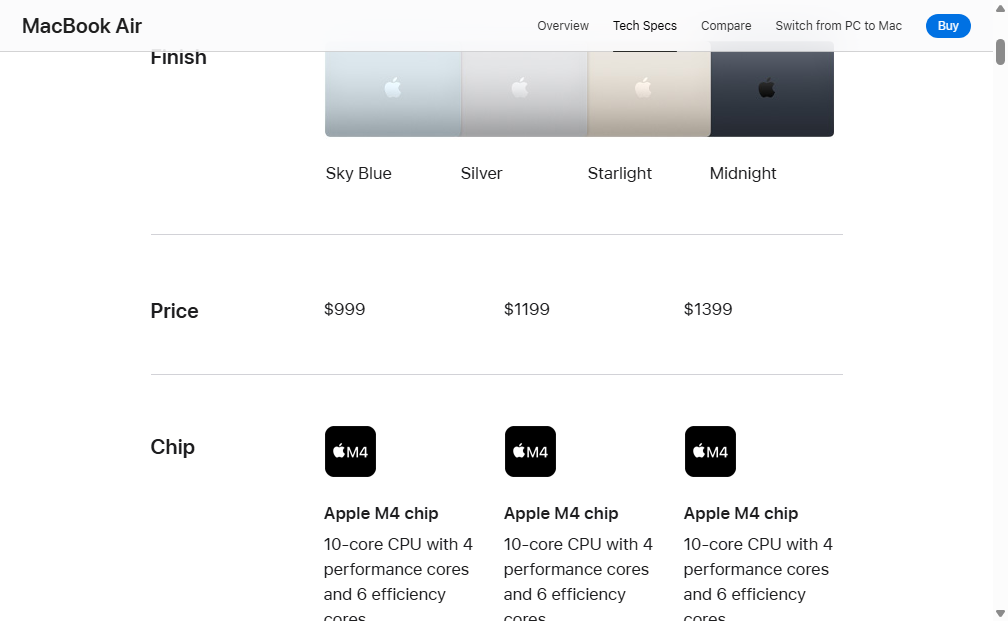 MacBook Air
Overview
Tech Specs
Compare
Switch from PC to Mac
Buy
Finish
Sky Blue
Silver
Starlight
Midnight
Price
$999
$1199
$1399
Chip
M4
M4
M4
Apple M4 chip
10-core CPU with 4
performance cores
and 6 efficiency
cores
Apple M4 chip
10-core CPU with 4
performance cores
and 6 efficiency
cores
Apple M4 chip
10-core CPU with 4
performance cores
and 6 efficiency
cores